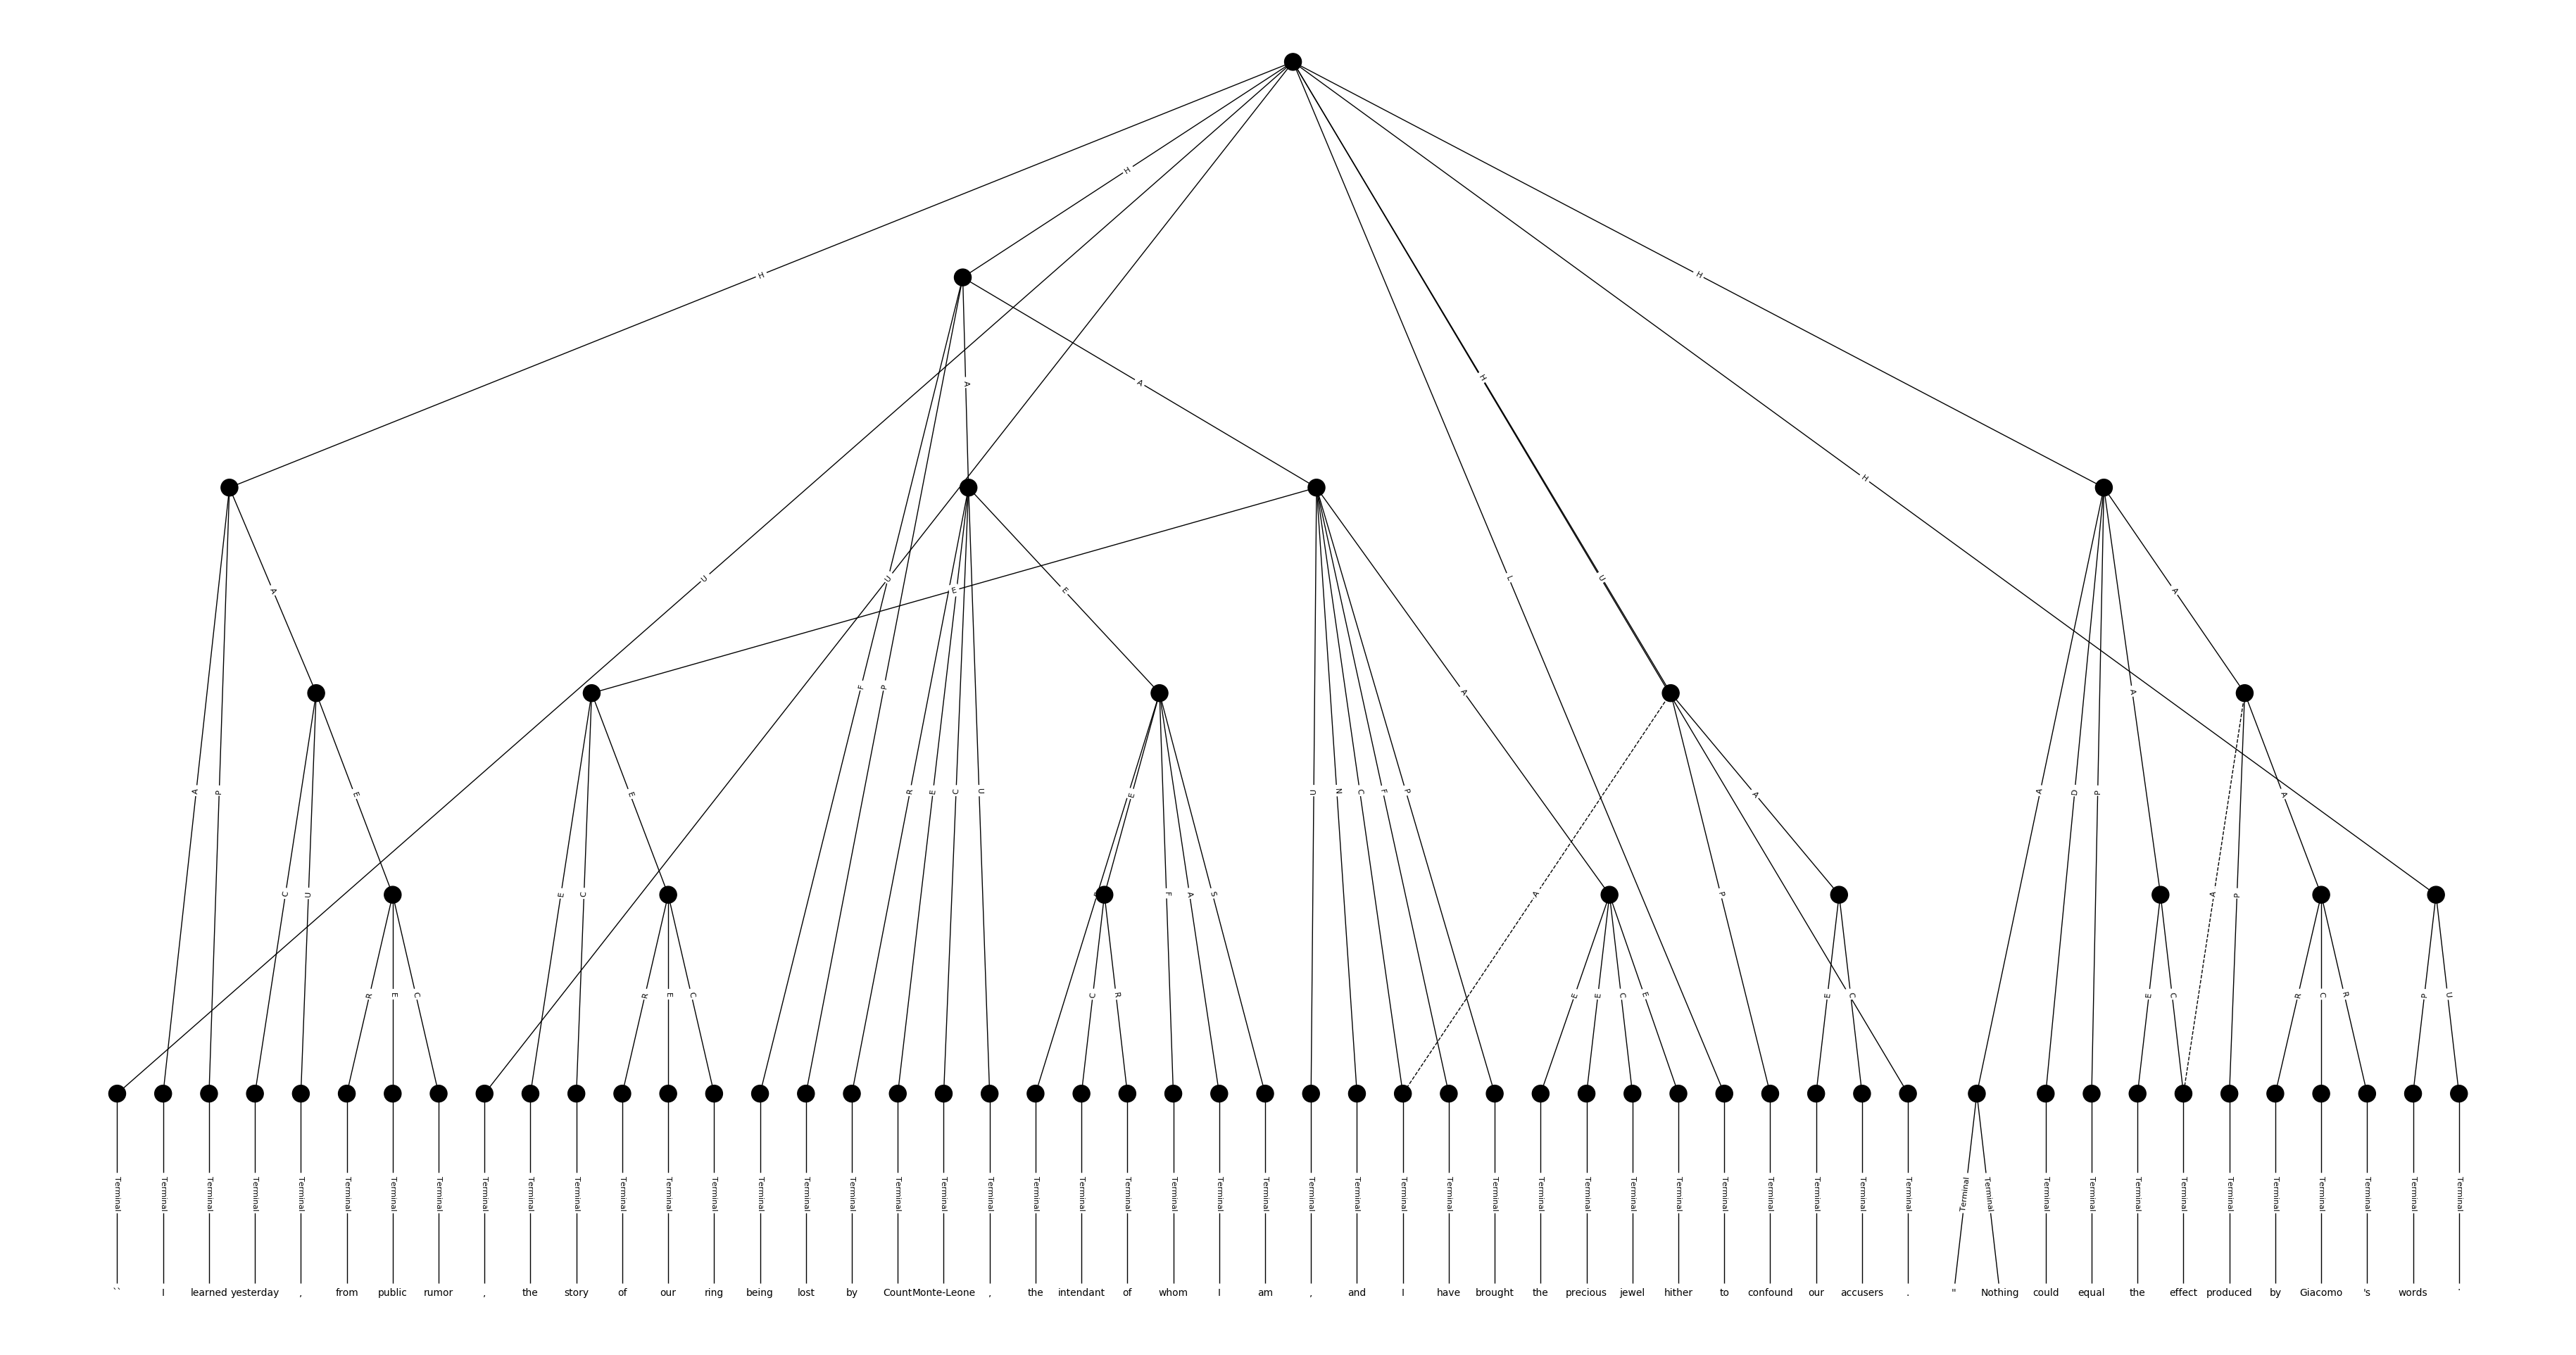 H
H
H
A
A
H
H
U
U
L
U
A
E
E
A
F
P
A
A
A
P
E
E
R
E
C
U
E
U
N
C
F
P
A
A
D
P
A
C
U
E
C
F
A
S
A
P
A
P
R
E
C
R
E
C
C
R
E
E
C
E
E
C
E
C
R
C
R
P
U
Terminal Terminal Terminal Terminal Terminal Terminal Terminal Terminal Terminal Terminal Terminal Terminal Terminal Terminal Terminal Terminal Terminal Terminal Terminal Terminal Terminal Terminal Terminal Terminal Terminal Terminal Terminal Terminal Terminal Terminal Terminal Terminal Terminal Terminal Terminal Terminal Terminal Terminal Terminal Terminal Terminal Terminal Terminal Terminal Terminal Terminal Terminal Terminal Terminal Terminal Terminal Terminal
`` I learned yesterday , from public rumor , the story of our ring being lost by Count Monte-Leone , the intendant of whom I am , and I have brought the precious jewel hither to confound our accusers . " Nothing could equal the effect produced by Giacomo 's words